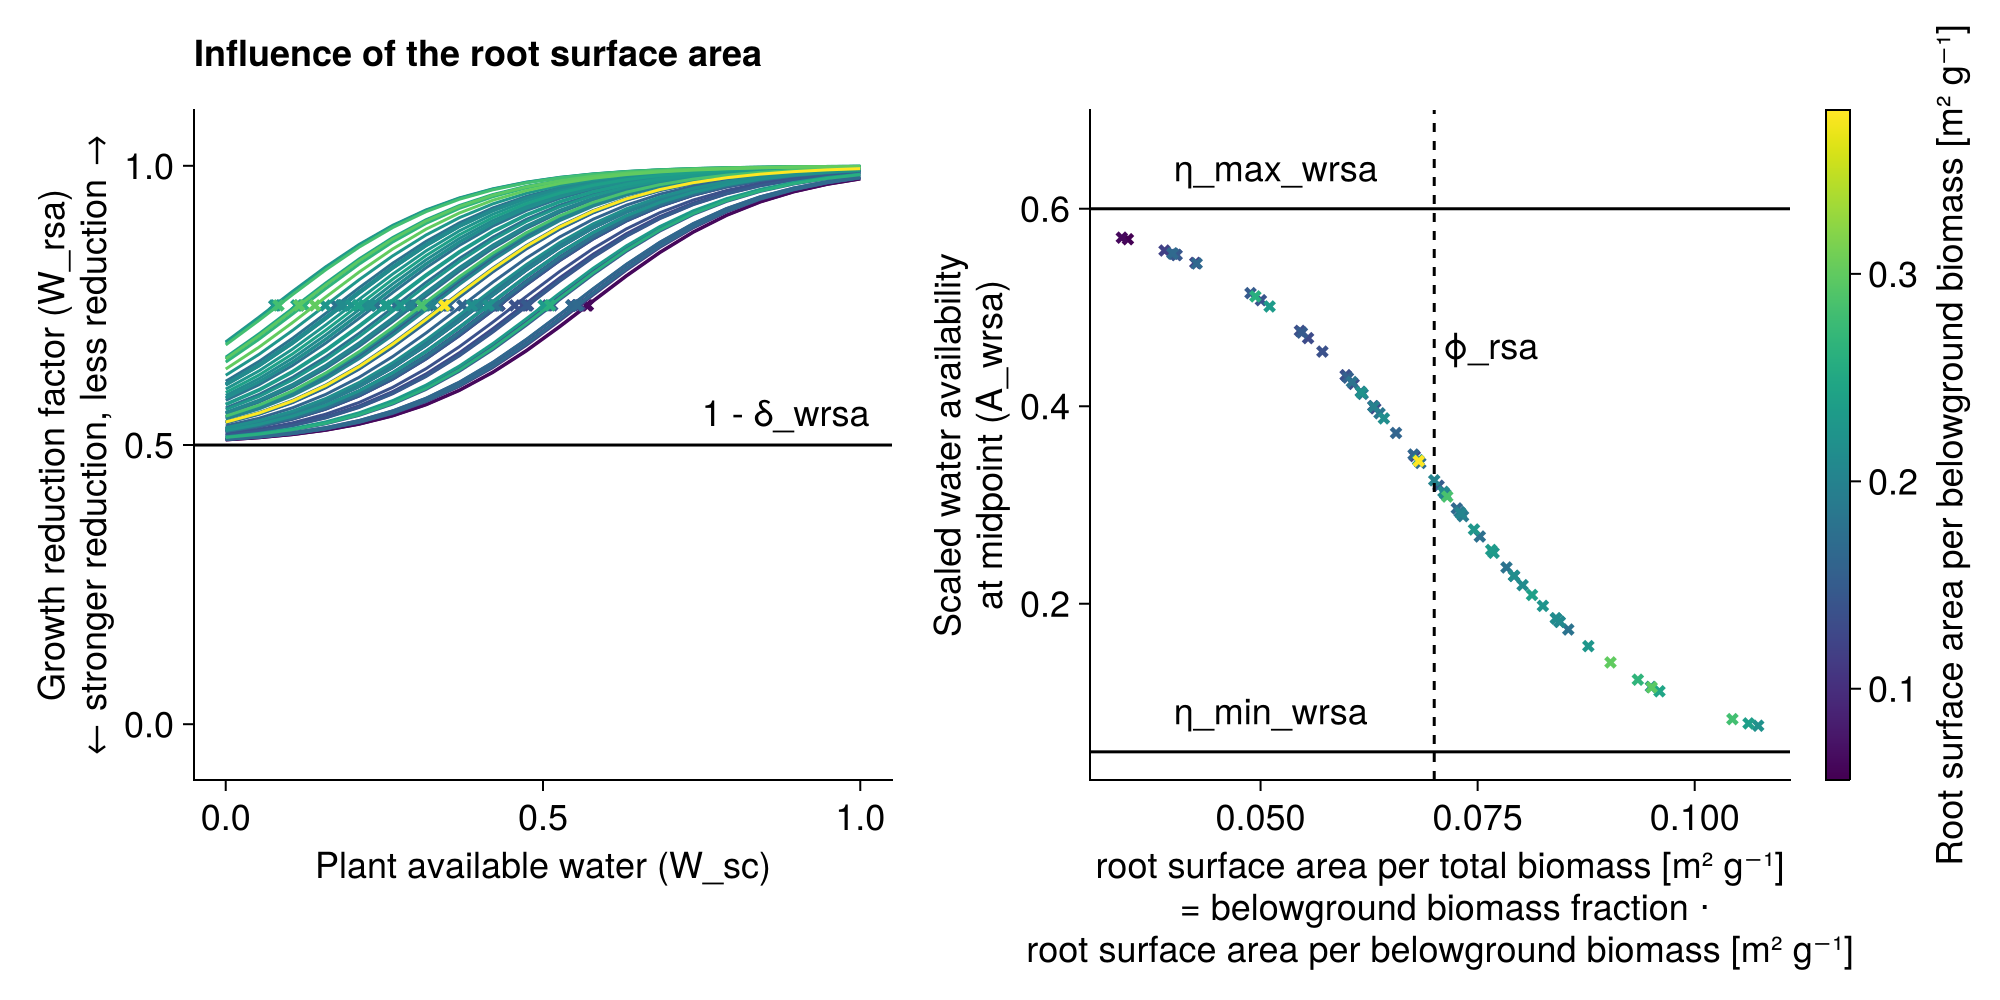 Influence of the root surface area
Growth reduction factor (W_rsa)
← stronger reduction, less reduction →
1.0
0.5
0.0
1 - δ_wrsa
0.0
0.5
1.0
Plant available water (W_sc)
Scaled water availability
at midpoint (A_wrsa)
0.6
0.4
0.2
η_max_wrsa
ϕ_rsa
η_min_wrsa
0.050
0.075
0.100
root surface area per total biomass [m² g⁻¹]
= belowground biomass fraction ⋅
root surface area per belowground biomass [m² g⁻¹]
0.3
0.2
0.1
Root surface area per belowground biomass [m² g⁻¹]